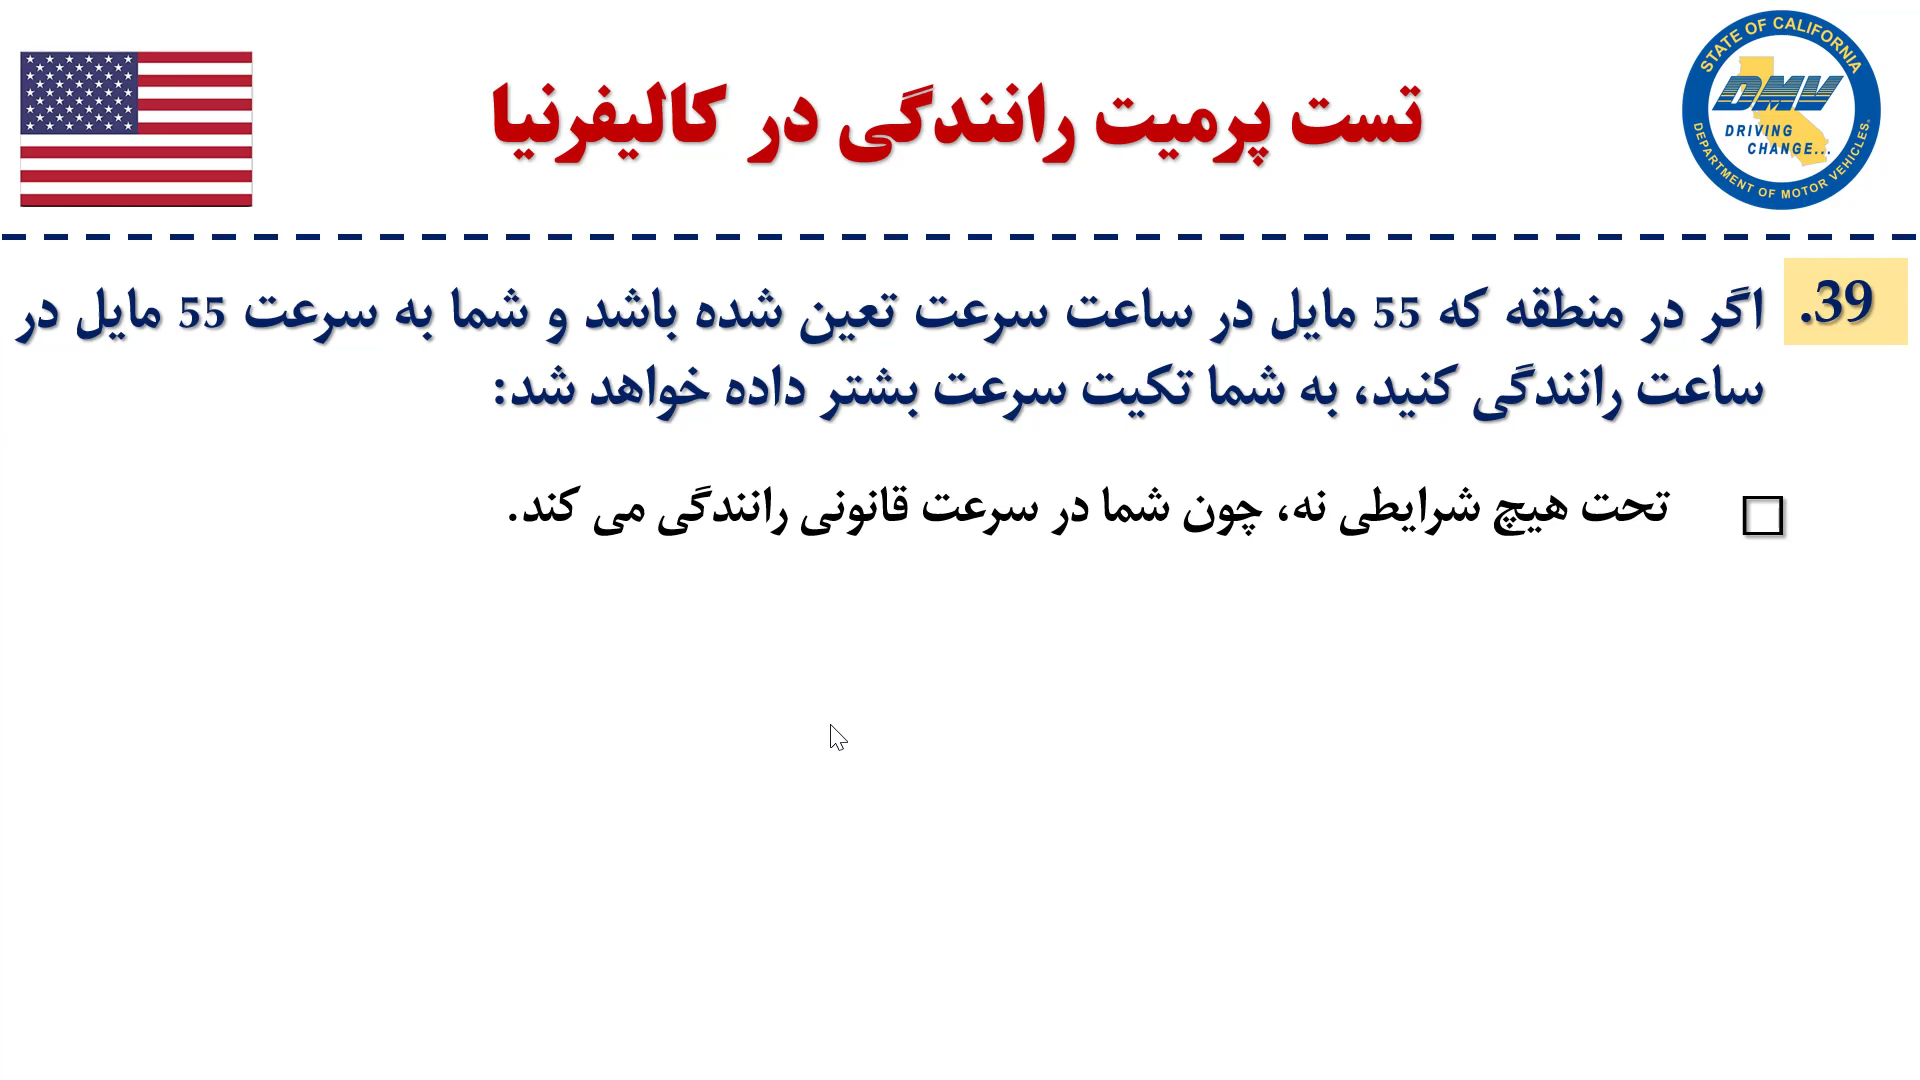 STATE OF CALIFORNIA
DMV
DRIVING
CHANGE...
DEPARTMENT OF MOTOR VEHICLES
تست پرمیت رانندگی در کالیفرنیا
39. اگر در منطقه که 55 مایل در ساعت سرعت تعین شده باشد و شما به سرعت 55 مایل در
ساعت رانندگی کنید، به شما تکیت سرعت بشتر داده خواهد شد:
تحت هیچ شرایطی نه، چون شما در سرعت قانونی رانندگی می کند.